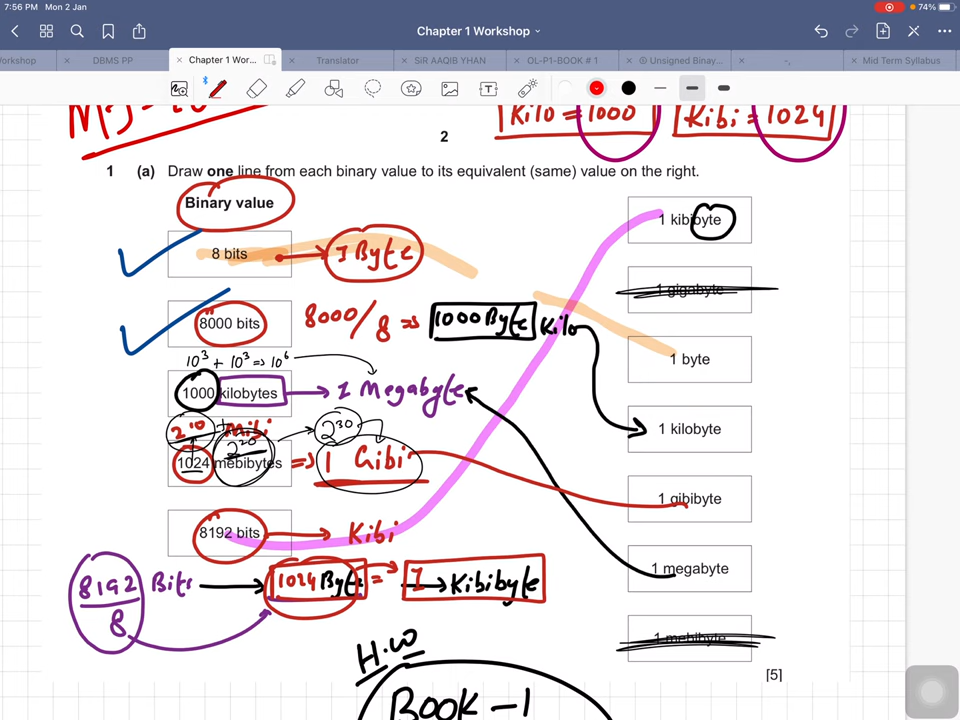 7:56 PM Mon 2 Jan
74%
Chapter 1 Workshop
orkshop
DBMS PP
Chapter 1 Wor...
Translator
SiR AAQIB YHAN
OL-P1-BOOK # 1
Unsigned Binay...
Mid Term Syllabus
Kilo = 1000
Kibi = 1024
2
1 (a) Draw one line from each binary value to its equivalent (same) value on the right.
Binary value
1 kibibyte
8 bits
1 Byte
1 gigabyte
8000 bits
8000/8 => 1000 Byte Kilo
1 byte
10³ + 10³ => 10⁶
1000 kilobytes
1 Megabyte
2¹⁰ + Mibi
2²⁰
2³⁰
1 kilobyte
1024 mebibytes
=> 1 Gibi
1 gibibyte
8192 bits
Kibi
1 megabyte
8192 Bits
8
1024 Byte = 1 Kibibyte
1 mebibyte
[5]
H.W
BOOK - 1